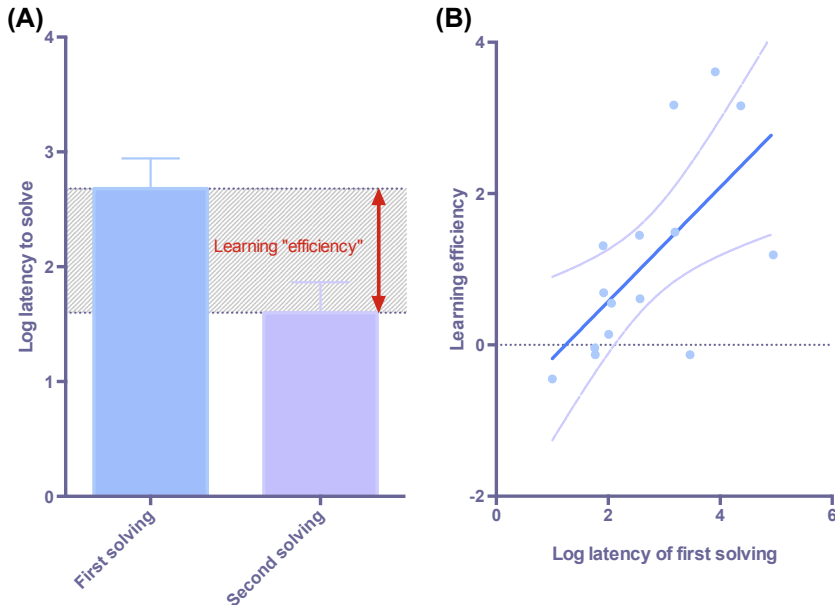 (A)
4
3
2
1
0
Log latency to solve
Learning "efficiency"
First solving
Second solving
(B)
4
2
0
-2
Learning efficiency
0
2
4
6
Log latency of first solving